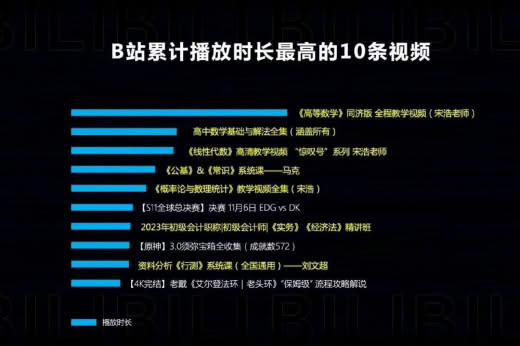 B站累计播放时长最高的10条视频
《高等数学》同济版 全程教学视频（宋浩老师）
高中数学基础与解法全集（涵盖所有）
《线性代数》高清教学视频 “惊叹号”系列 宋浩老师
《公基》&《常识》系统课——马克
《概率论与数理统计》教学视频全集（宋浩）
【S11全球总决赛】决赛 11月6日 EDG vs DK
2023年初级会计职称|初级会计师|《实务》《经济法》精讲班
【原神】3.0须弥宝箱全收集（成就数572）
资料分析《行测》系统课（全国通用）——刘文超
【4K完结】老戴《艾尔登法环｜老头环》“保姆级”流程攻略解说
播放时长